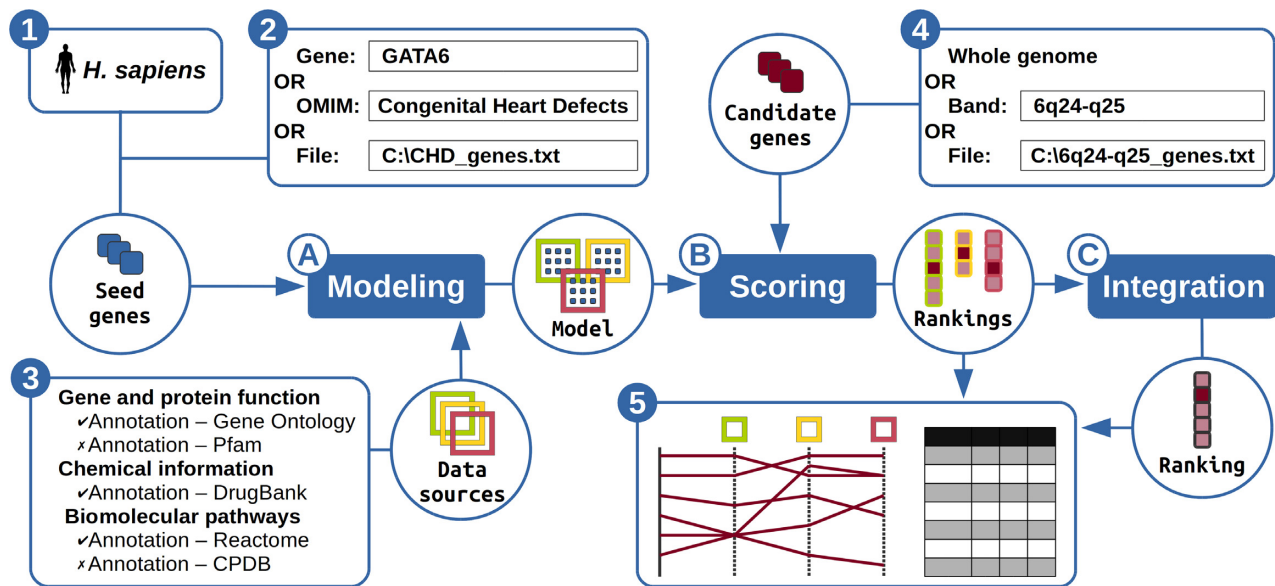 1
H. sapiens
2
Gene: GATA6
OR
OMIM: Congenital Heart Defects
OR
File: C:\CHD_genes.txt
Candidate
genes
4
Whole genome
OR
Band: 6q24-q25
OR
File: C:\6q24-q25_genes.txt
Seed
genes
A
Modeling
Model
B
Scoring
Rankings
C
Integration
3
Gene and protein function
✔Annotation – Gene Ontology
✗Annotation – Pfam
Chemical information
✔Annotation – DrugBank
Biomolecular pathways
✔Annotation – Reactome
✗Annotation – CPDB
Data
sources
5
Ranking